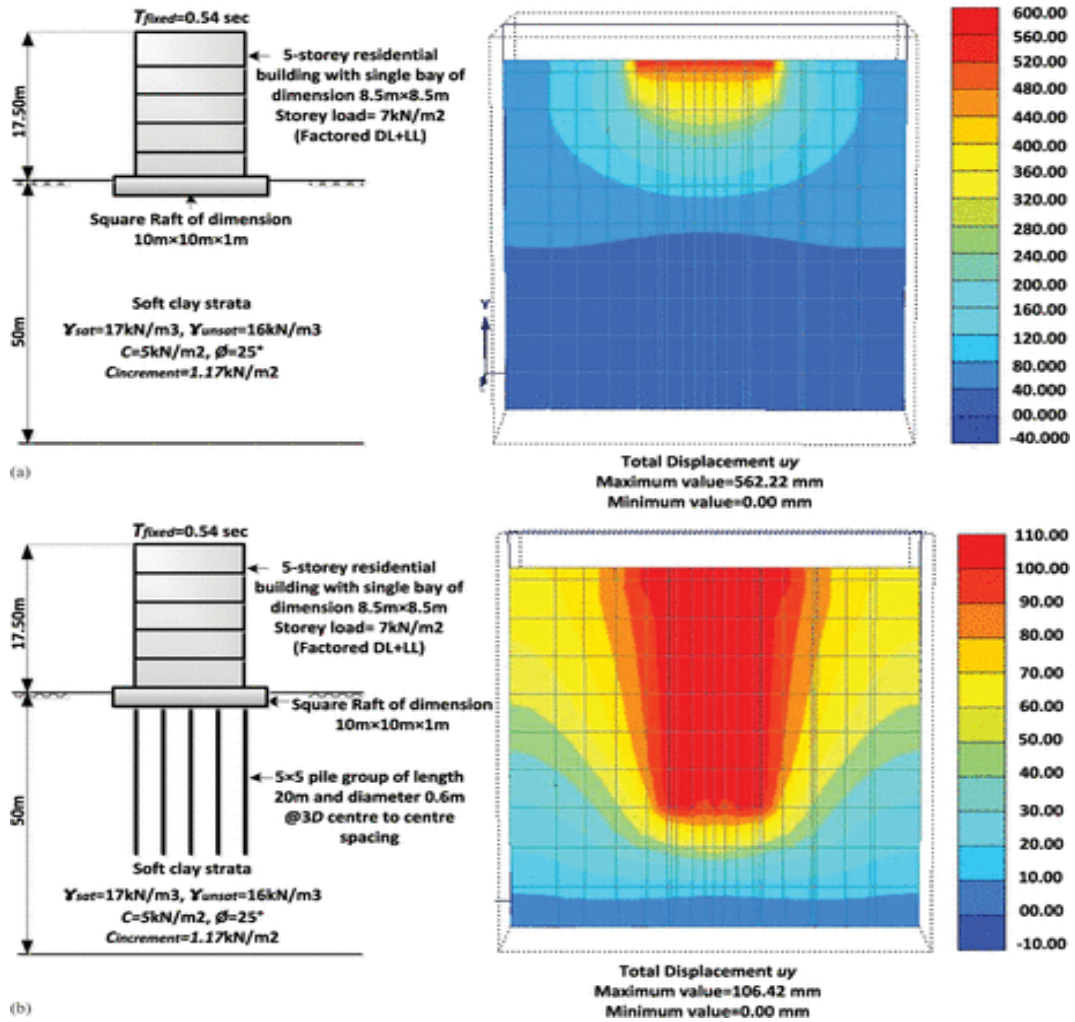 Tfixed=0.54 sec
17.50m
5-storey residential
building with single bay of
dimension 8.5m×8.5m
Storey load= 7kN/m2
(Factored DL+LL)
Square Raft of dimension
10m×10m×1m
50m
Soft clay strata
ϒsat=17kN/m3, ϒunsat=16kN/m3
C=5kN/m2, Ø=25°
Cincrement=1.17kN/m2
(a)
Y
600.00
560.00
520.00
480.00
440.00
400.00
360.00
320.00
280.00
240.00
200.00
160.00
120.00
80.000
40.000
00.000
-40.000
Total Displacement uy
Maximum value=562.22 mm
Minimum value=0.00 mm
Tfixed=0.54 sec
17.50m
5-storey residential
building with single bay of
dimension 8.5m×8.5m
Storey load= 7kN/m2
(Factored DL+LL)
Square Raft of dimension
10m×10m×1m
50m
5×5 pile group of length
20m and diameter 0.6m
@3D centre to centre
spacing
Soft clay strata
ϒsat=17kN/m3, ϒunsat=16kN/m3
C=5kN/m2, Ø=25°
Cincrement=1.17kN/m2
(b)
110.00
100.00
90.00
80.00
70.00
60.00
50.00
40.00
30.00
20.00
10.00
00.00
-10.00
Total Displacement uy
Maximum value=106.42 mm
Minimum value=0.00 mm